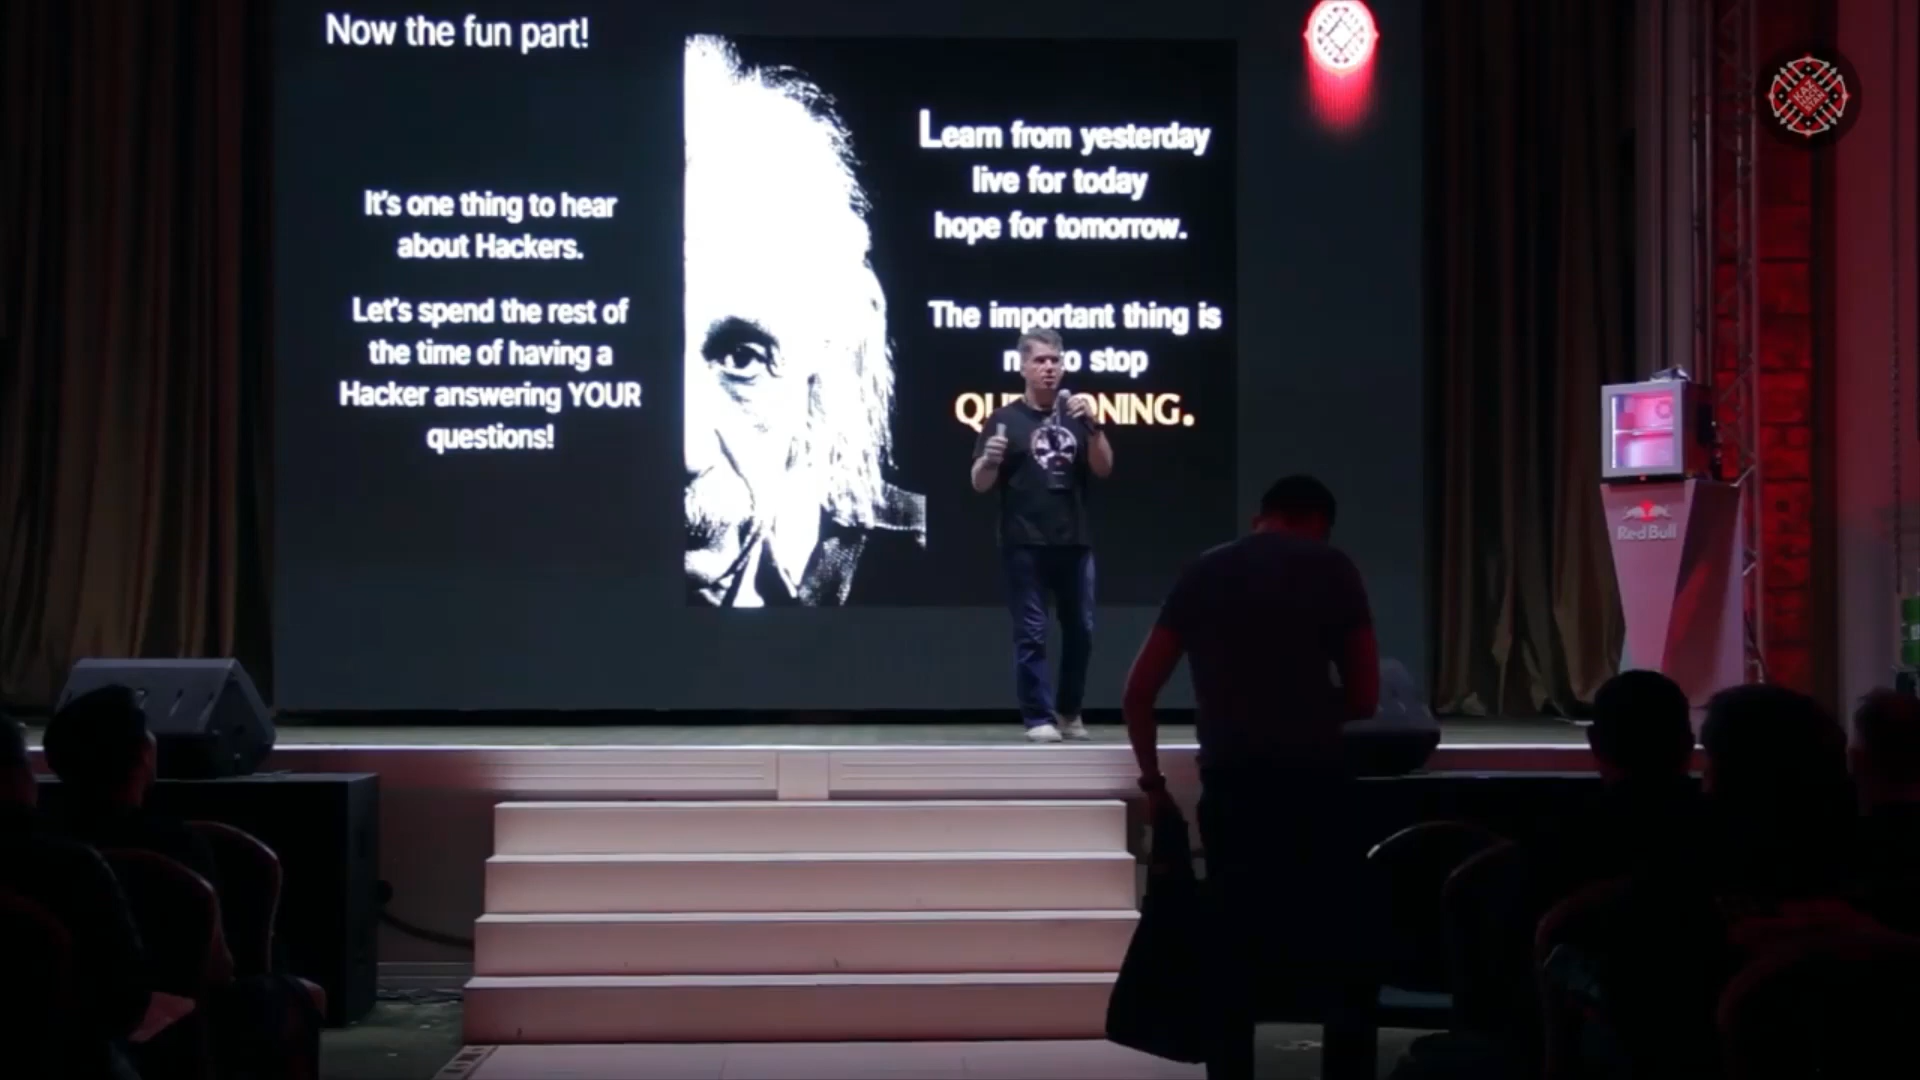 Now the fun part!
It's one thing to hear
about Hackers.
Let's spend the rest of
the time of having a
Hacker answering YOUR
questions!
Learn from yesterday
live for today
hope for tomorrow.
The important thing is
to stop
Red Bull